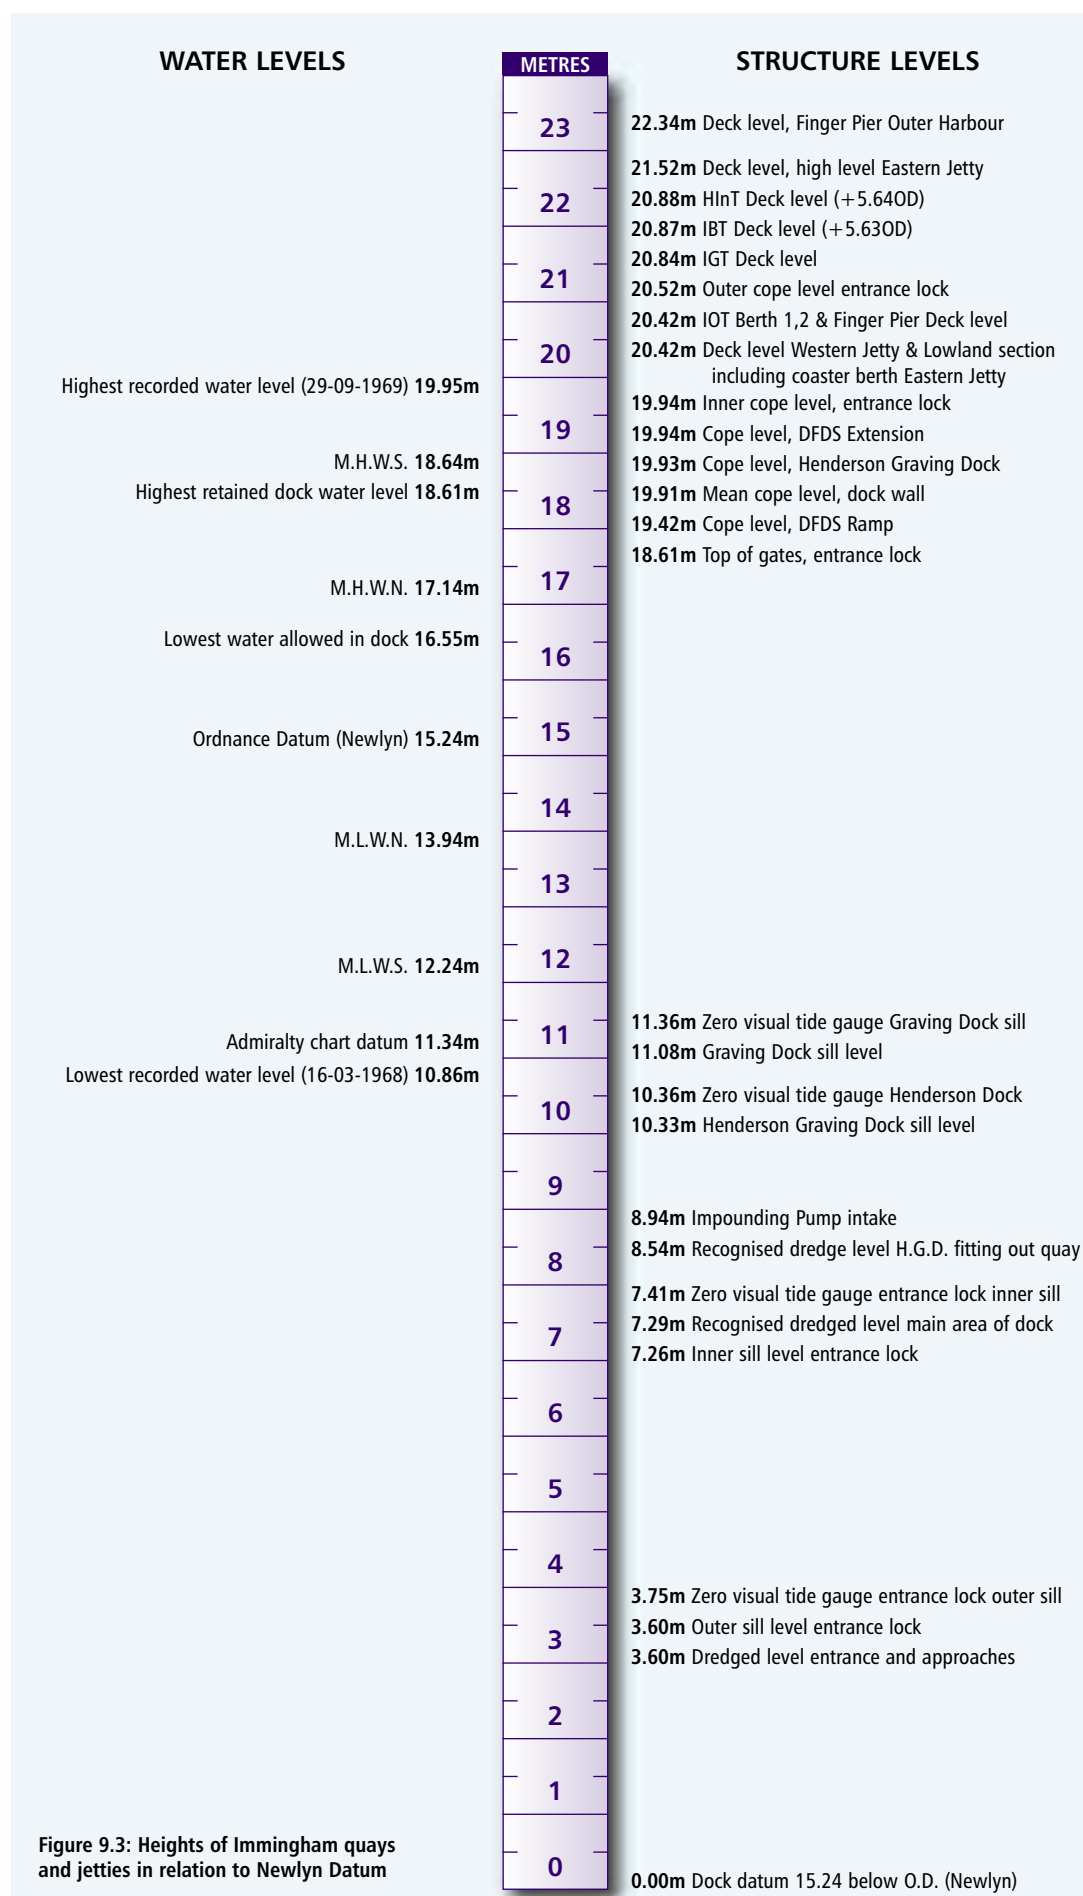 WATER LEVELS
Highest recorded water level (29-09-1969) 19.95m
M.H.W.S. 18.64m
Highest retained dock water level 18.61m
M.H.W.N. 17.14m
Lowest water allowed in dock 16.55m
Ordnance Datum (Newlyn) 15.24m
M.L.W.N. 13.94m
M.L.W.S. 12.24m
Admiralty chart datum 11.34m
Lowest recorded water level (16-03-1968) 10.86m
METRES
23
22
21
20
19
18
17
16
15
14
13
12
11
10
9
8
7
6
5
4
3
2
1
0
STRUCTURE LEVELS
22.34m Deck level, Finger Pier Outer Harbour
21.52m Deck level, high level Eastern Jetty
20.88m HInT Deck level (+5.64OD)
20.87m IBT Deck level (+5.63OD)
20.84m IGT Deck level
20.52m Outer cope level entrance lock
20.42m IOT Berth 1,2 & Finger Pier Deck level
20.42m Deck level Western Jetty & Lowland section
including coaster berth Eastern Jetty
19.94m Inner cope level, entrance lock
19.94m Cope level, DFDS Extension
19.93m Cope level, Henderson Graving Dock
19.91m Mean cope level, dock wall
19.42m Cope level, DFDS Ramp
18.61m Top of gates, entrance lock
11.36m Zero visual tide gauge Graving Dock sill
11.08m Graving Dock sill level
10.36m Zero visual tide gauge Henderson Dock
10.33m Henderson Graving Dock sill level
8.94m Impounding Pump intake
8.54m Recognised dredge level H.G.D. fitting out quay
7.41m Zero visual tide gauge entrance lock inner sill
7.29m Recognised dredged level main area of dock
7.26m Inner sill level entrance lock
3.75m Zero visual tide gauge entrance lock outer sill
3.60m Outer sill level entrance lock
3.60m Dredged level entrance and approaches
0.00m Dock datum 15.24 below O.D. (Newlyn)
Figure 9.3: Heights of Immingham quays
and jetties in relation to Newlyn Datum